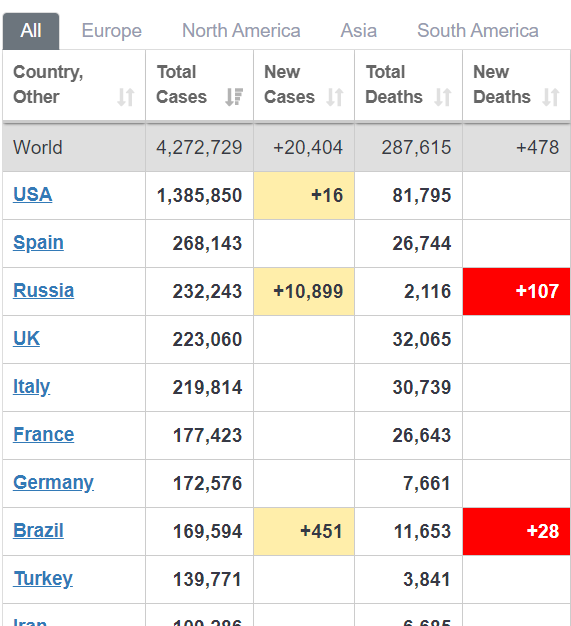 All Europe North America Asia South America
Country, Total New Total New
Other Cases Cases Deaths Deaths
World 4,272,729 +20,404 287,615 +478
USA 1,385,850 +16 81,795
Spain 268,143 26,744
Russia 232,243 +10,899 2,116 +107
UK 223,060 32,065
Italy 219,814 30,739
France 177,423 26,643
Germany 172,576 7,661
Brazil 169,594 +451 11,653 +28
Turkey 139,771 3,841
Iran 109,286 6,685